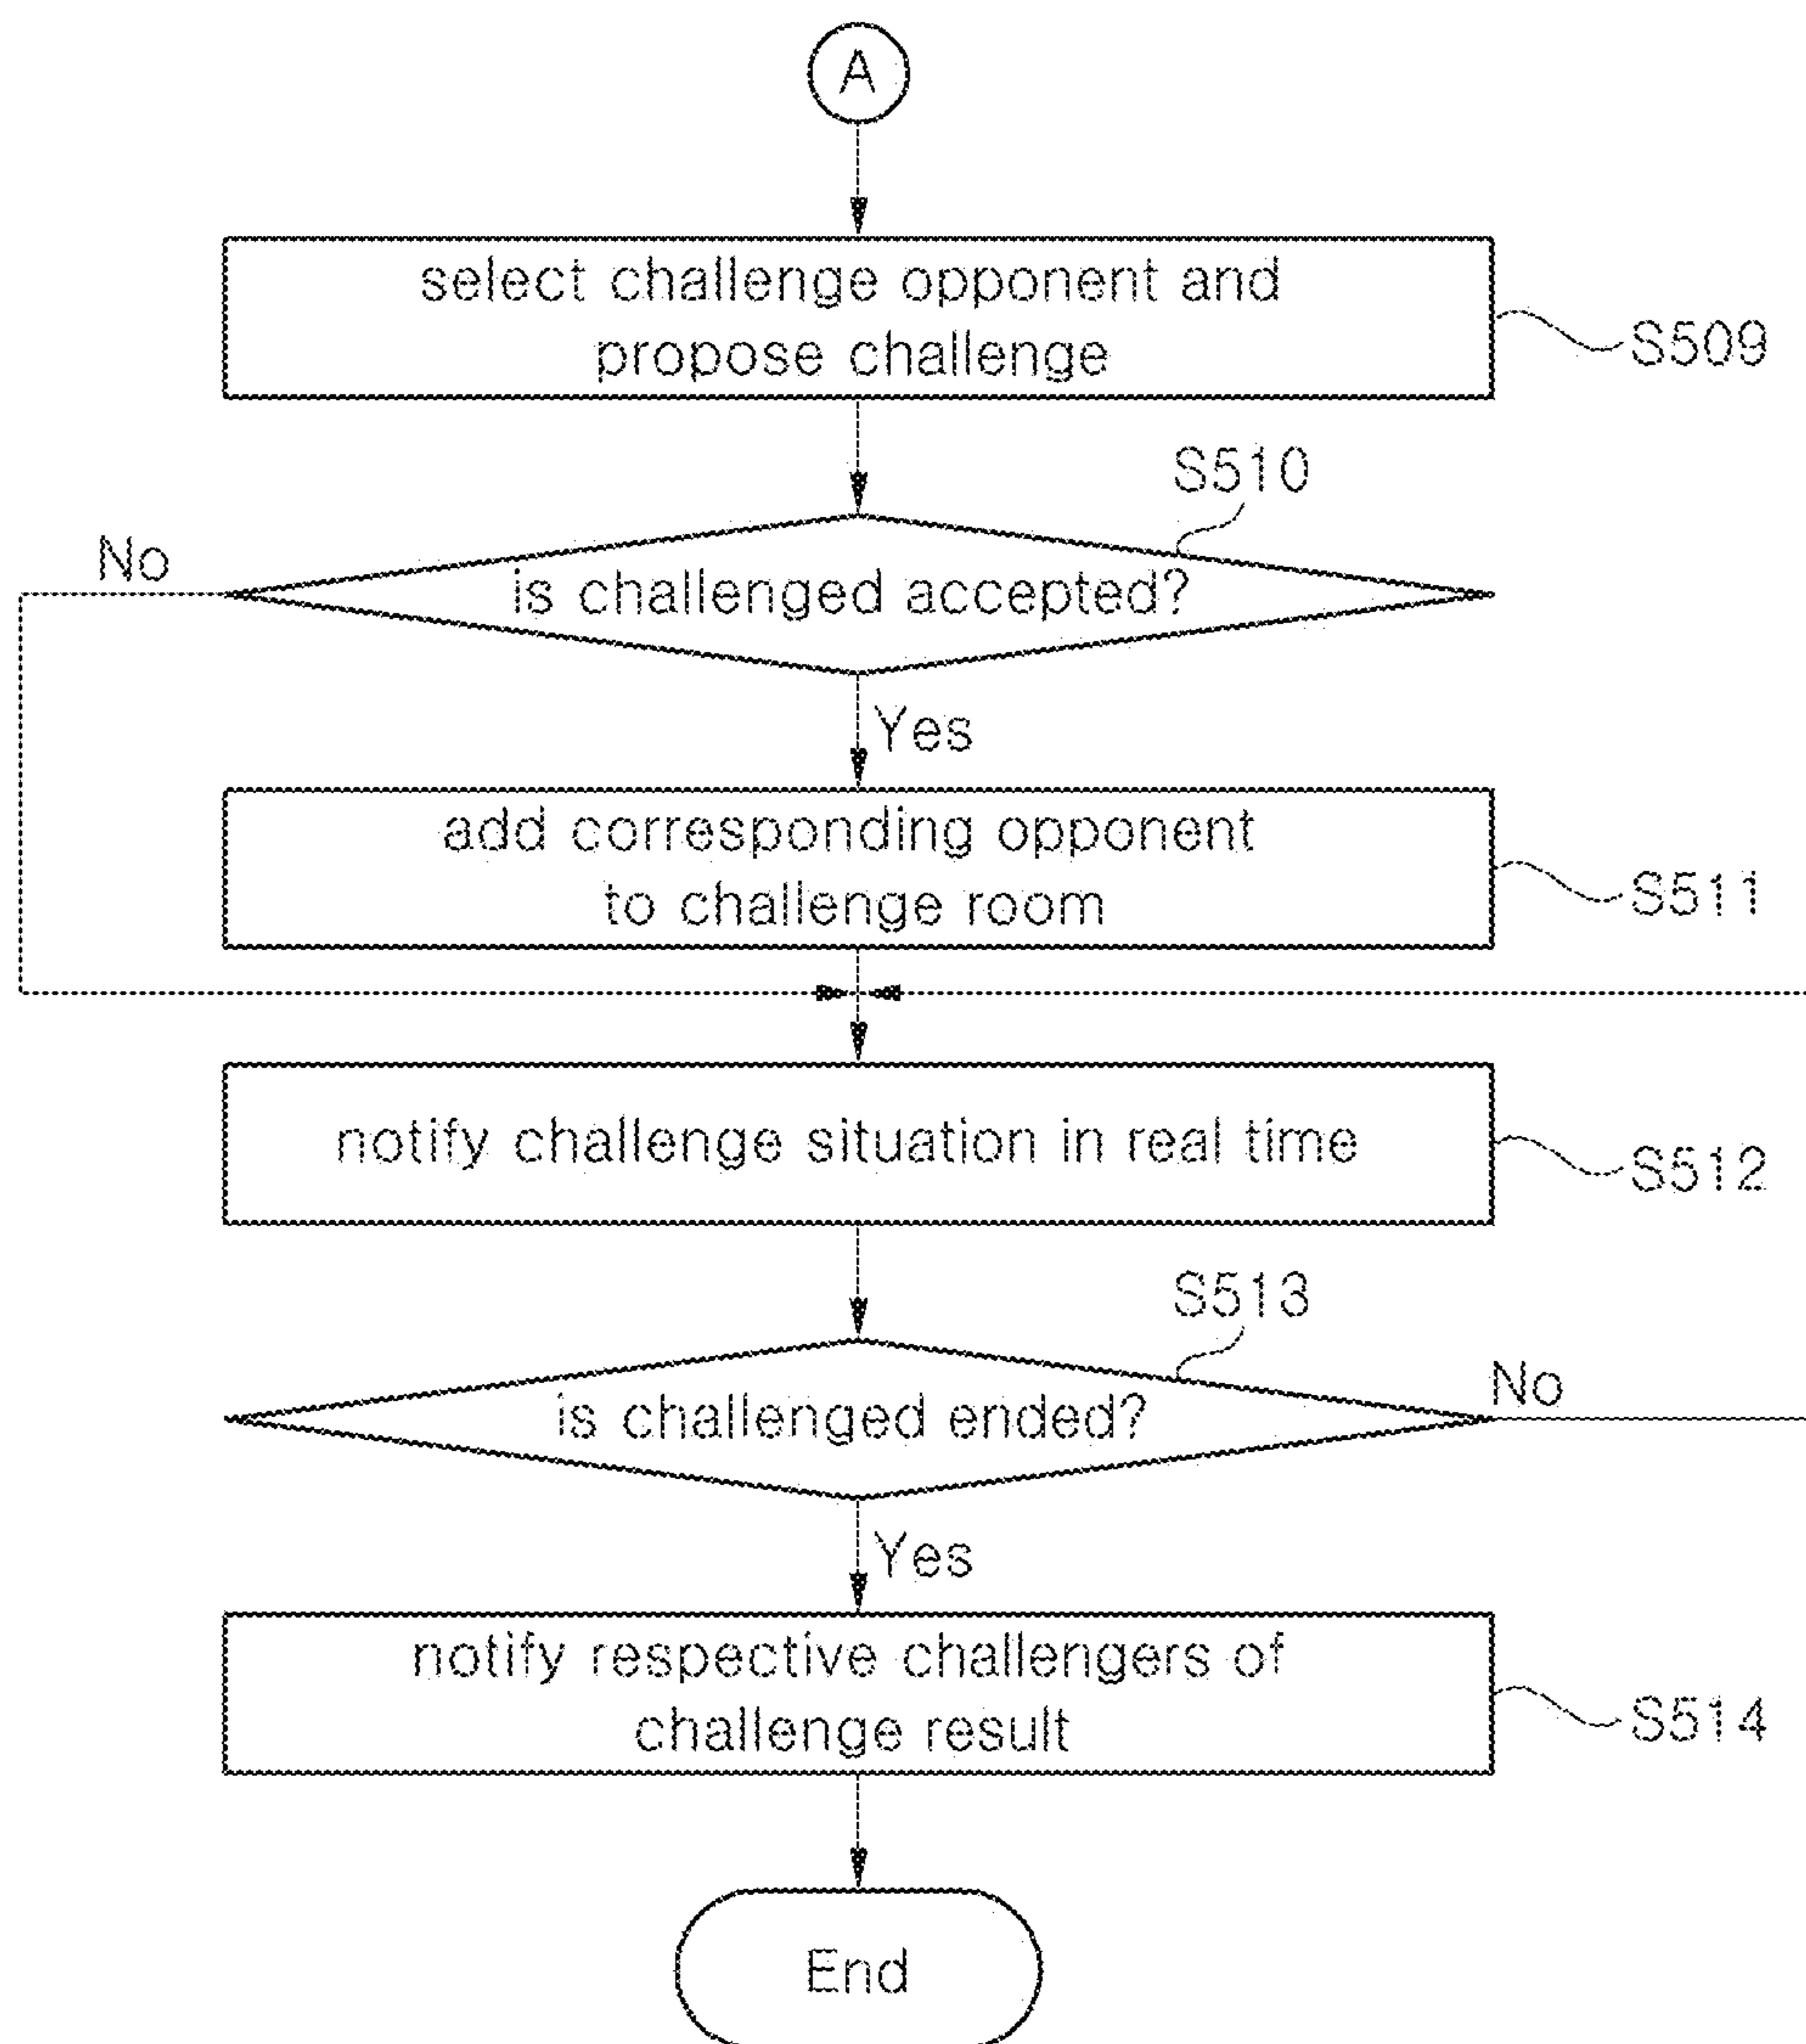 A
select challenge opponent and
propose challenge
S509
S510
No
is challenged accepted?
Yes
add corresponding opponent
to challenge room
S511
notify challenge situation in real time
S512
S513
No
is challenged ended?
Yes
notify respective challengers of
challenge result
S514
End